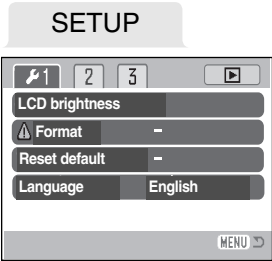 SETUP
1 2 3
LCD brightness
Format –
Reset default –
Language English
MENU